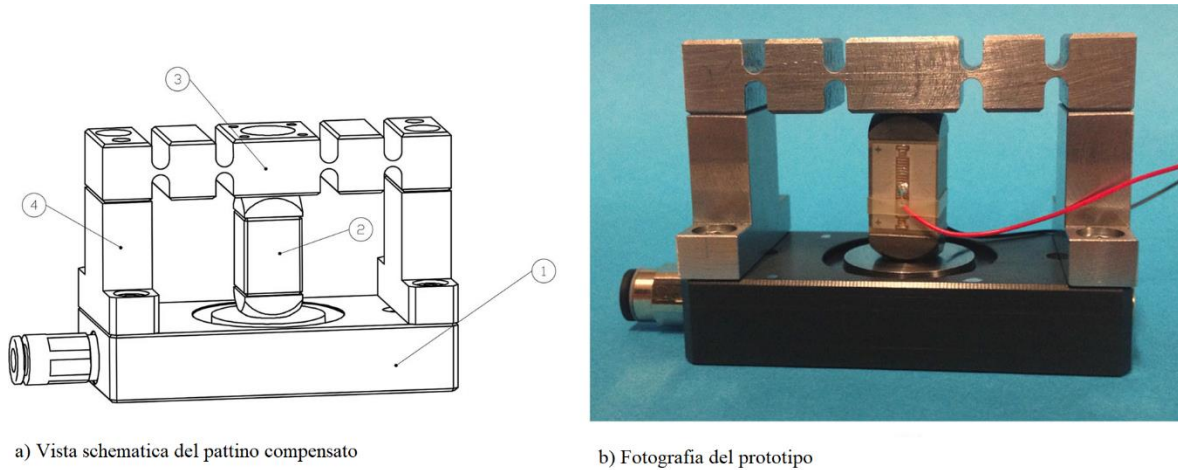 3
4
2
1
a) Vista schematica del pattino compensato
b) Fotografia del prototipo